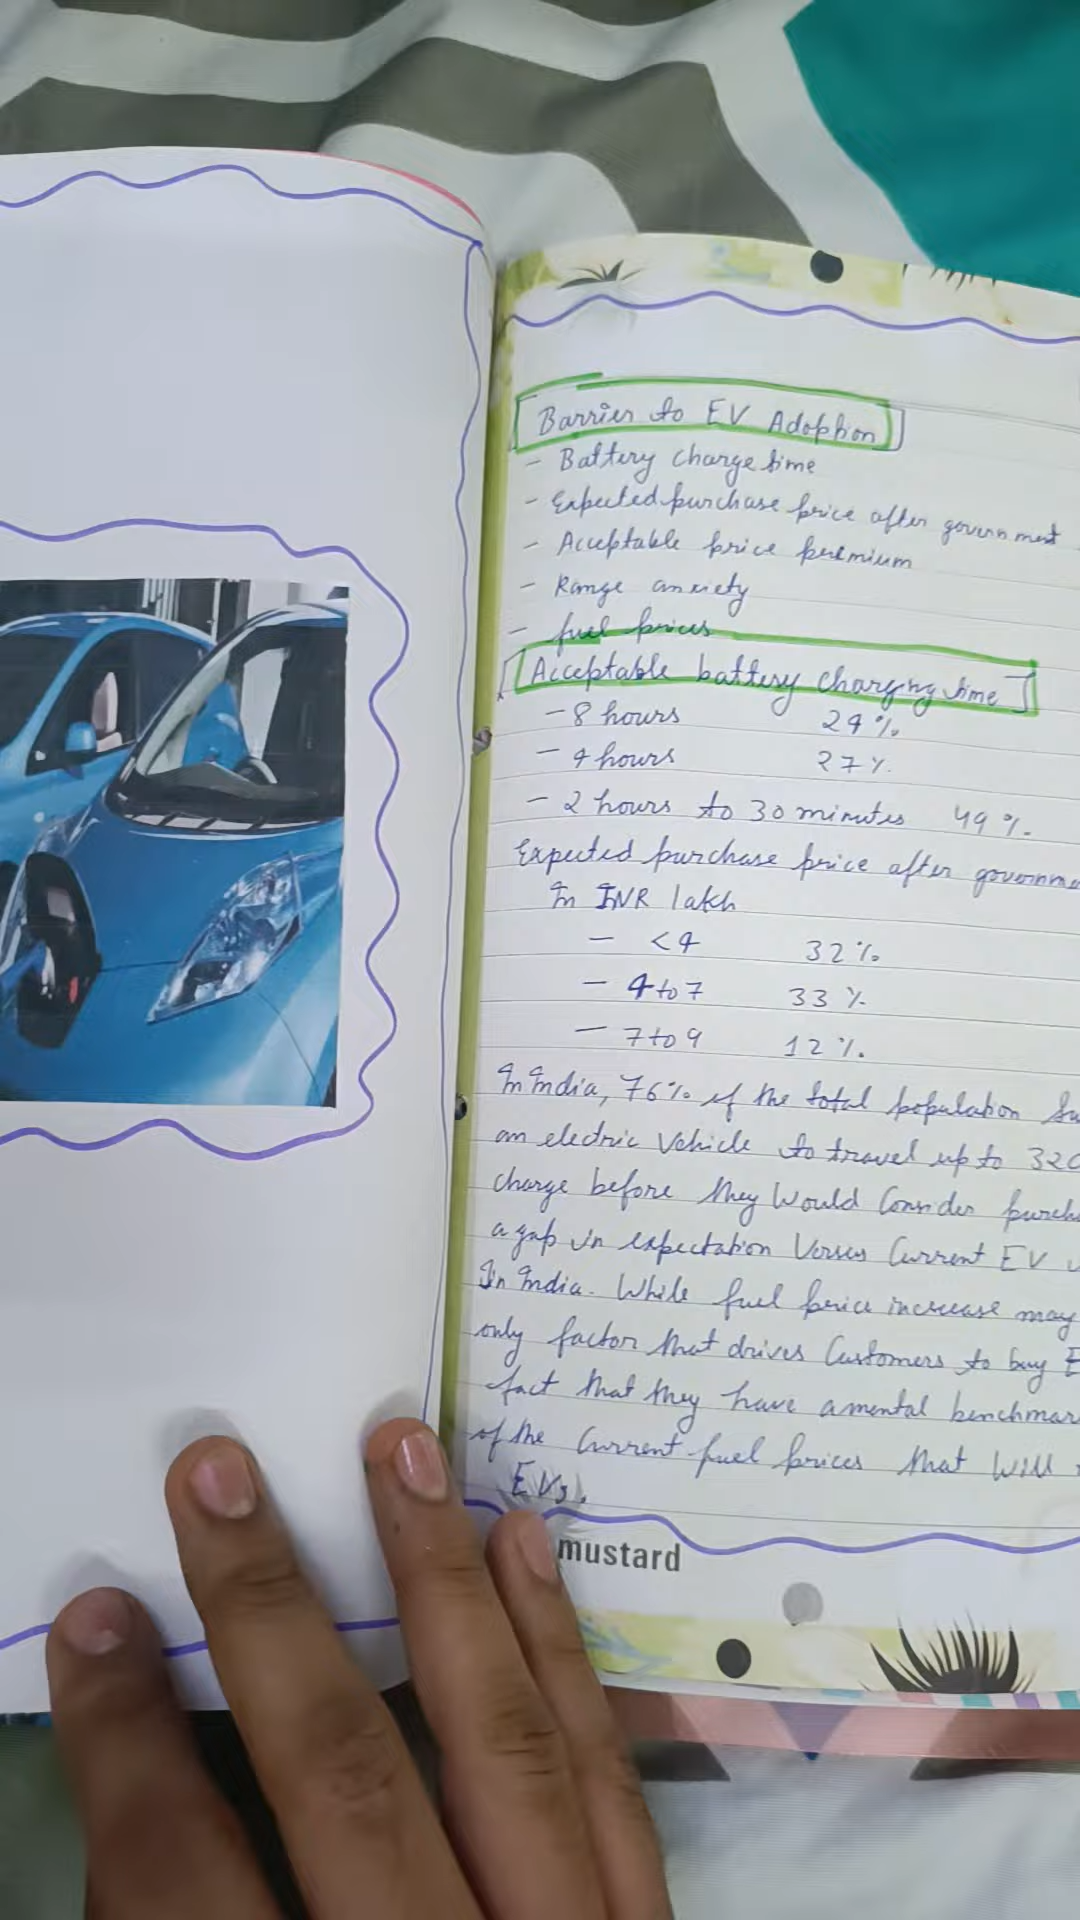 Barrier to EV Adoption
- Battery charge time
- Expected purchase price after government
- Acceptable price premium
- Range anxiety
- fuel prices
[Acceptable battery charging time]
- 8 hours 24%
- 4 hours 27%
- 2 hours to 30 minutes 49%.
Expected purchase price after
In INR lakh
- <4 32%
- 4 to 7 33%
- 7 to 9 12%.
In India, 76% of the total population
an electric Vehicle to travel up to 320
charge before they Would Consider
a gap in expectation Versus Current EV
In India. While fuel price increase may
only factor that drives Customers to buy
fact that they have a mental
of the Current fuel prices that Will
EVs.
mustard